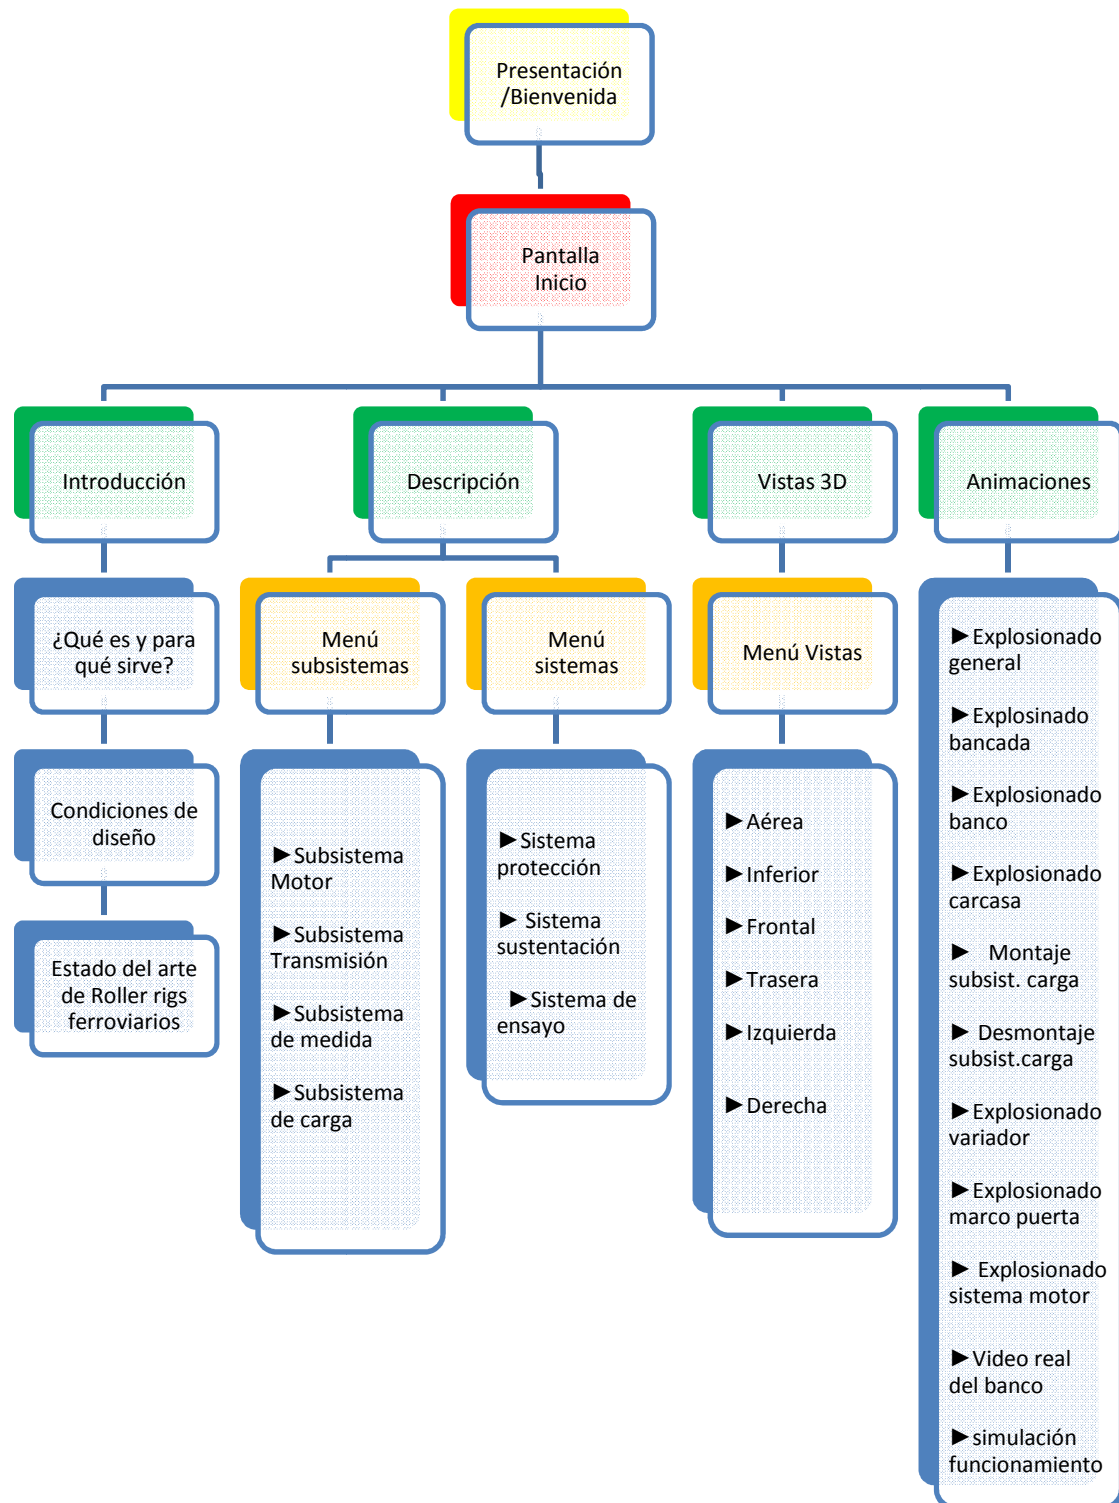 Presentación
/Bienvenida
Pantalla
Inicio
Introducción
Descripción
Vistas 3D
Animaciones
¿Qué es y para
qué sirve?
Condiciones de
diseño
Estado del arte
de Roller rigs
ferroviarios
Menú
subsistemas
►Subsistema
Motor
►Subsistema
Transmisión
►Subsistema
de medida
►Subsistema
de carga
Menú
sistemas
►Sistema
protección
► Sistema
sustentación
►Sistema de
ensayo
Menú Vistas
►Aérea
►Inferior
►Frontal
►Trasera
►Izquierda
►Derecha
►Explosionado
general
►Explosinado
bancada
►Explosionado
banco
►Explosionado
carcasa
► Montaje
subsist. carga
► Desmontaje
subsist.carga
►Explosionado
variador
►Explosionado
marco puerta
► Explosionado
sistema motor
►Video real
del banco
►simulación
funcionamiento